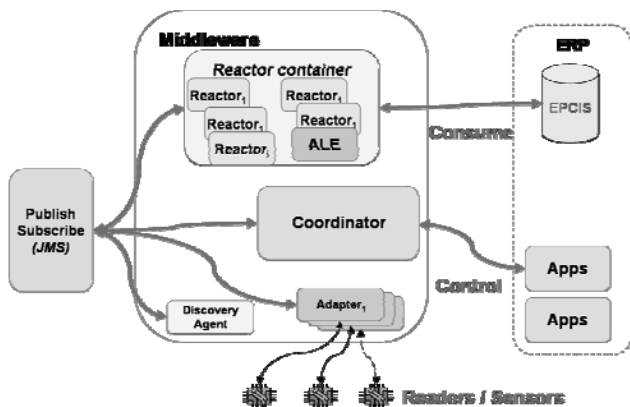 Middleware
ERP
Reactor container
Reactor₁
Reactor₁
Reactor₁
Reactor₁
Reactorₛ
ALE
Consume
EPCIS
Publish
Subscribe
(JMS)
Coordinator
Control
Apps
Apps
Discovery
Agent
Adapter₁
Readers / Sensors